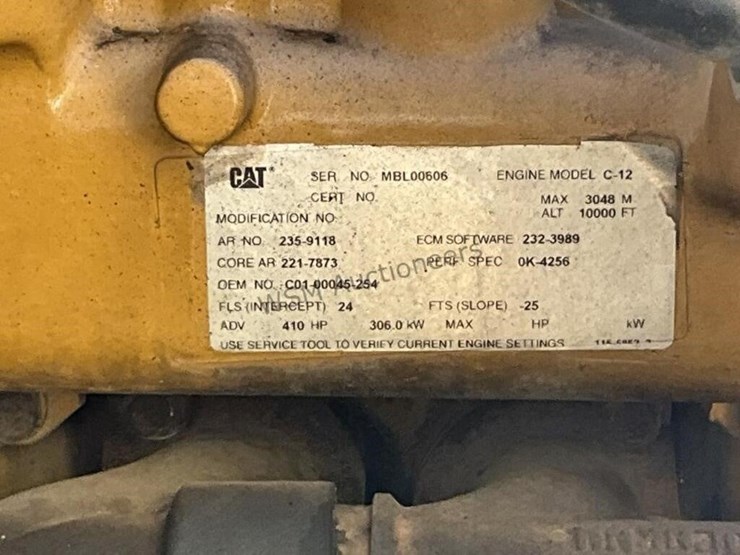 CAT SER NO MBL00606 ENGINE MODEL C-12
CERT NO. MAX 3048 M
MODIFICATION NO ALT 10000 FT
AR NO. 235-9118 ECM SOFTWARE 232-3989
CORE AR 221-7873 PERF SPEC 0K-4256
OEM NO. C01-00045-254
WSM Auctioneers
FLS (INTERCEPT) 24 FTS (SLOPE) -25
ADV 410 HP 306.0 kW MAX HP kW
USE SERVICE TOOL TO VERIFY CURRENT ENGINE SETTINGS